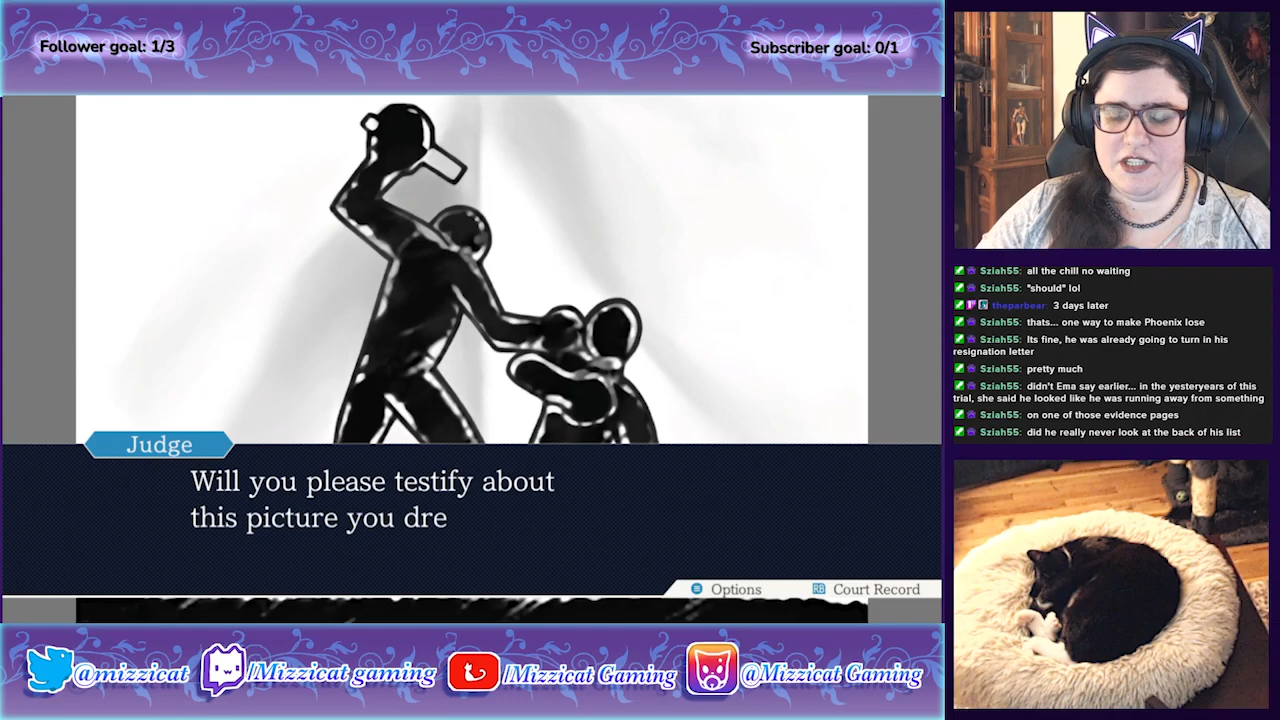 Follower goal: 1/3
Subscriber goal: 0/1
Judge
Will you please testify about
this picture you dre
Options
RB Court Record
@mizzicat
/Mizzicat gaming
/Mizzicat Gaming
@Mizzicat Gaming
Sziah55: all the chill no waiting
Sziah55: "should" lol
theparbear: 3 days later
Sziah55: thats... one way to make Phoenix lose
Sziah55: Its fine, he was already going to turn in his
resignation letter
Sziah55: pretty much
Sziah55: didn't Ema say earlier... in the yesteryears of this
trial, she said he looked like he was running away from something
Sziah55: on one of those evidence pages
Sziah55: did he really never look at the back of his list